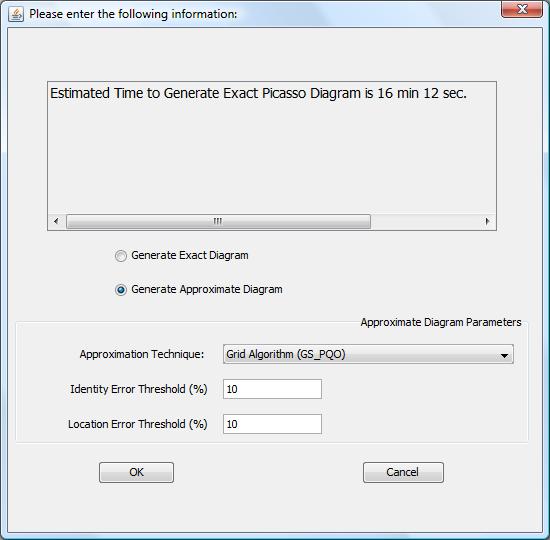 Please enter the following information:
Estimated Time to Generate Exact Picasso Diagram is 16 min 12 sec.
Generate Exact Diagram
Generate Approximate Diagram
Approximate Diagram Parameters
Approximation Technique: Grid Algorithm (GS_PQO)
Identity Error Threshold (%) 10
Location Error Threshold (%) 10
OK Cancel